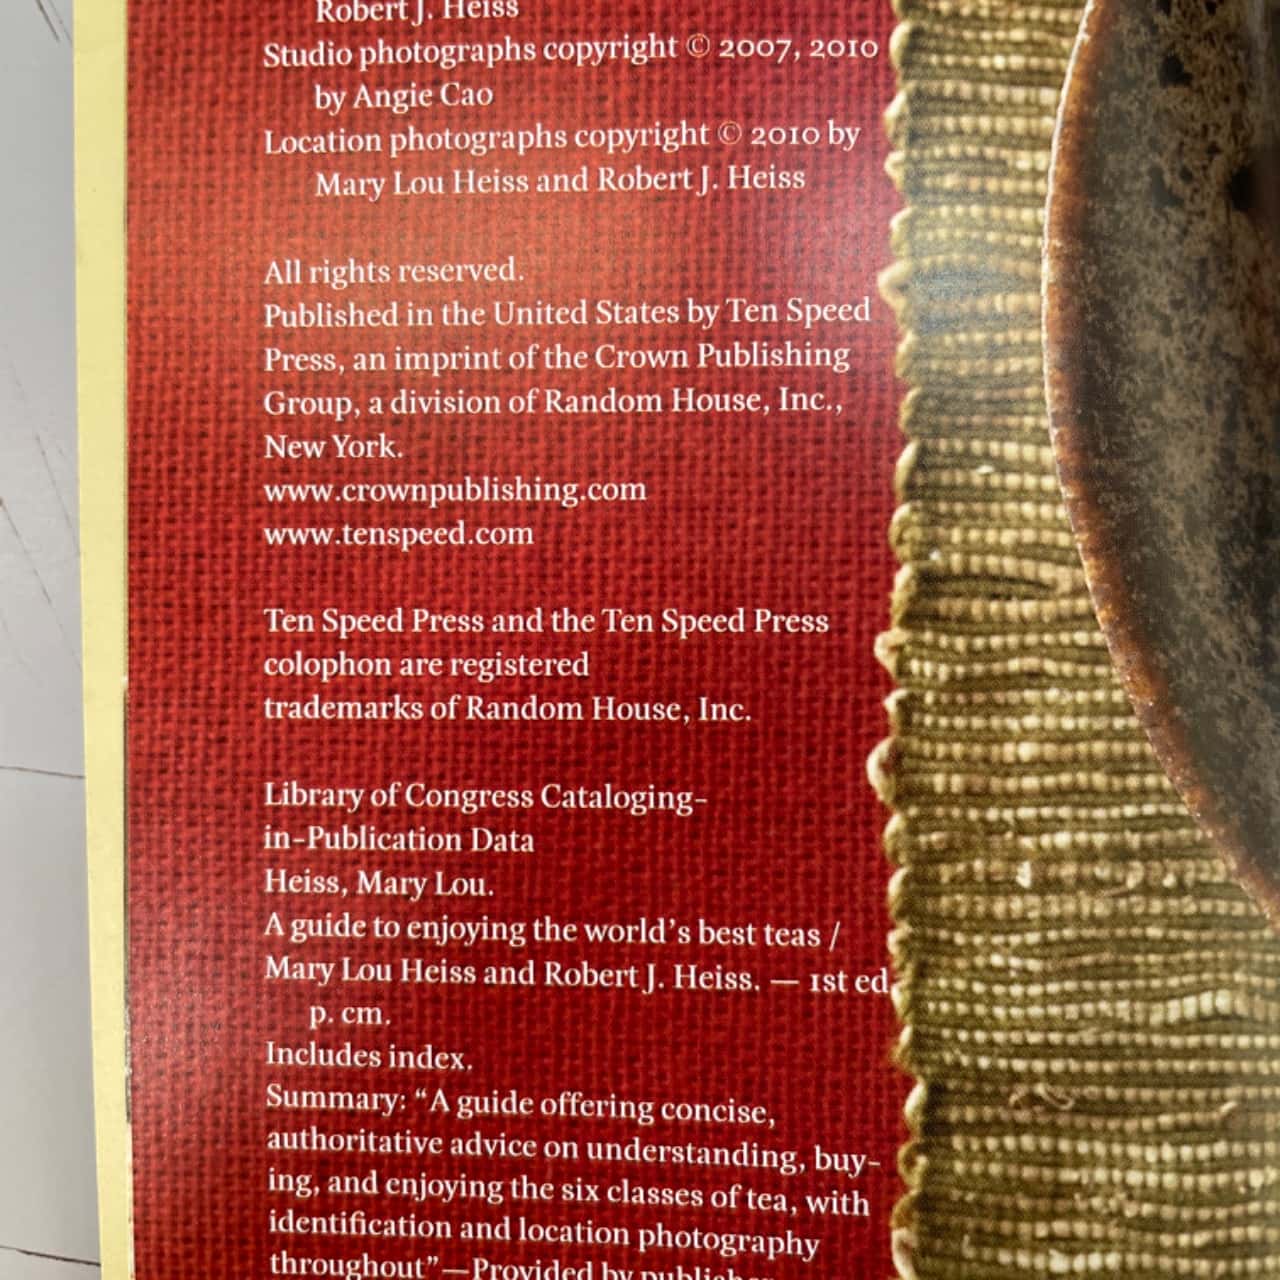 Robert J. Heiss
Studio photographs copyright © 2007, 2010
by Angie Cao
Location photographs copyright © 2010 by
Mary Lou Heiss and Robert J. Heiss
All rights reserved.
Published in the United States by Ten Speed
Press, an imprint of the Crown Publishing
Group, a division of Random House, Inc.,
New York.
www.crownpublishing.com
www.tenspeed.com
Ten Speed Press and the Ten Speed Press
colophon are registered
trademarks of Random House, Inc.
Library of Congress Cataloging-
in-Publication Data
Heiss, Mary Lou.
A guide to enjoying the world’s best teas /
Mary Lou Heiss and Robert J. Heiss. — 1st ed.
p. cm.
Includes index.
Summary: “A guide offering concise,
authoritative advice on understanding, buy-
ing, and enjoying the six classes of tea, with
identification and location photography
throughout”—Provided by